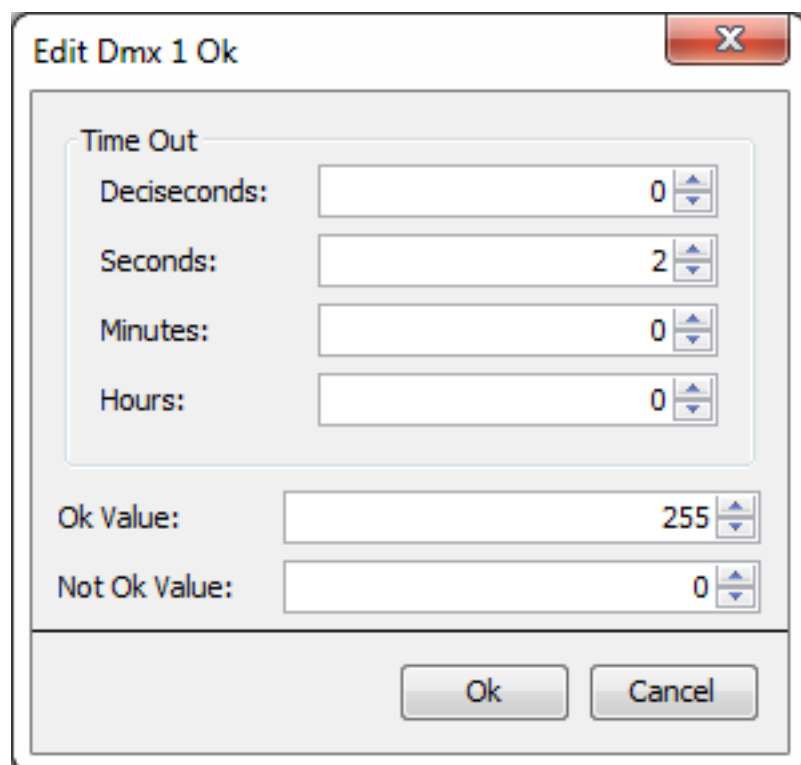 Edit Dmx 1 Ok
Time Out
Deciseconds: 0
Seconds: 2
Minutes: 0
Hours: 0
Ok Value: 255
Not Ok Value: 0
Ok Cancel